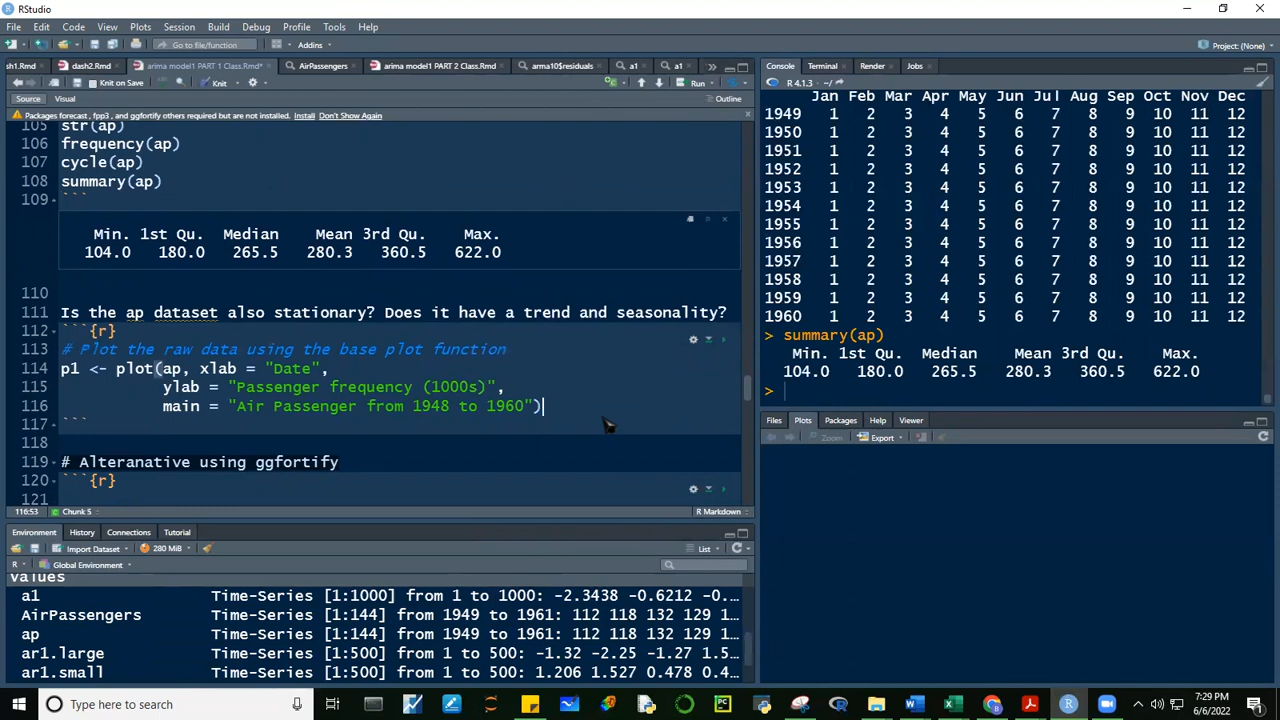 RStudio
File Edit Code View Plots Session Build Debug Profile Tools Help
Go to file/function Addins Project: (None)
sh1.Rmd dash2.Rmd arima model1 PART 1 Class.Rmd* AirPassengers arima model1 PART 2 Class.Rmd arma10$residuals a1 a1
Knit on Save Knit Run
Source Visual Outline
Packages forecast, fpp3, and ggfortify others required but are not installed. Install Don't Show Again
105 str(ap)
106 frequency(ap)
107 cycle(ap)
108 summary(ap)
109 ```
Min. 1st Qu. Median Mean 3rd Qu. Max.
104.0 180.0 265.5 280.3 360.5 622.0
110
111 Is the ap dataset also stationary? Does it have a trend and seasonality?
112 ```{r}
113 # Plot the raw data using the base plot function
114 p1 <- plot(ap, xlab = "Date",
115 ylab = "Passenger frequency (1000s)",
116 main = "Air Passenger from 1948 to 1960")
117 ```
118
119 # Alteranative using ggfortify
120 ```{r}
121
116:53 Chunk 5 R Markdown
Environment History Connections Tutorial
Import Dataset 280 MiB List
R Global Environment
Values
a1 Time-Series [1:1000] from 1 to 1000: -2.3438 -0.6212 -0.…
AirPassengers Time-Series [1:144] from 1949 to 1961: 112 118 132 129 1…
ap Time-Series [1:144] from 1949 to 1961: 112 118 132 129 1…
ar1.large Time-Series [1:500] from 1 to 500: -1.32 -2.25 -1.27 1.5…
ar1.small Time-Series [1:500] from 1 to 500: 1.206 1.527 0.478 0.4…
Console Terminal Render Jobs
R 4.1.3 · ~/
Jan Feb Mar Apr May Jun Jul Aug Sep Oct Nov Dec
1949 1 2 3 4 5 6 7 8 9 10 11 12
1950 1 2 3 4 5 6 7 8 9 10 11 12
1951 1 2 3 4 5 6 7 8 9 10 11 12
1952 1 2 3 4 5 6 7 8 9 10 11 12
1953 1 2 3 4 5 6 7 8 9 10 11 12
1954 1 2 3 4 5 6 7 8 9 10 11 12
1955 1 2 3 4 5 6 7 8 9 10 11 12
1956 1 2 3 4 5 6 7 8 9 10 11 12
1957 1 2 3 4 5 6 7 8 9 10 11 12
1958 1 2 3 4 5 6 7 8 9 10 11 12
1959 1 2 3 4 5 6 7 8 9 10 11 12
1960 1 2 3 4 5 6 7 8 9 10 11 12
> summary(ap)
Min. 1st Qu. Median Mean 3rd Qu. Max.
104.0 180.0 265.5 280.3 360.5 622.0
>
Files Plots Packages Help Viewer
Zoom Export
Type here to search
7:29 PM
6/6/2022